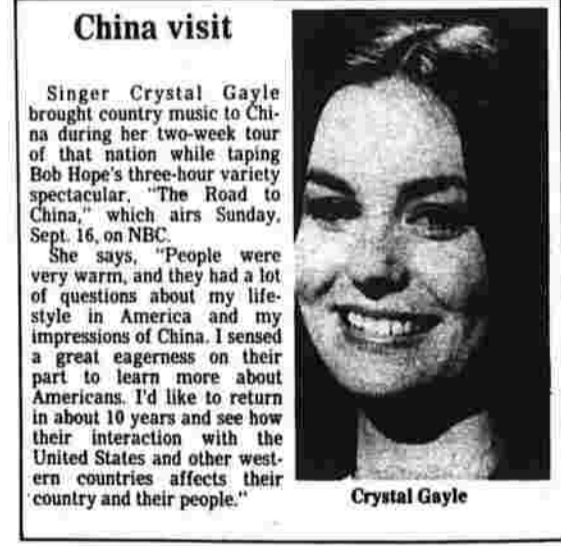 China visit
Singer Crystal Gayle
brought country music to Chi-
na during her two-week tour
of that nation while taping
Bob Hope's three-hour variety
spectacular, "The Road to
China," which airs Sunday,
Sept. 16, on NBC.
She says, "People were
very warm, and they had a lot
of questions about my life-
style in America and my
impressions of China. I sensed
a great eagerness on their
part to learn more about
Americans. I'd like to return
in about 10 years and see how
their interaction with the
United States and other west-
ern countries affects their
country and their people."
Crystal Gayle